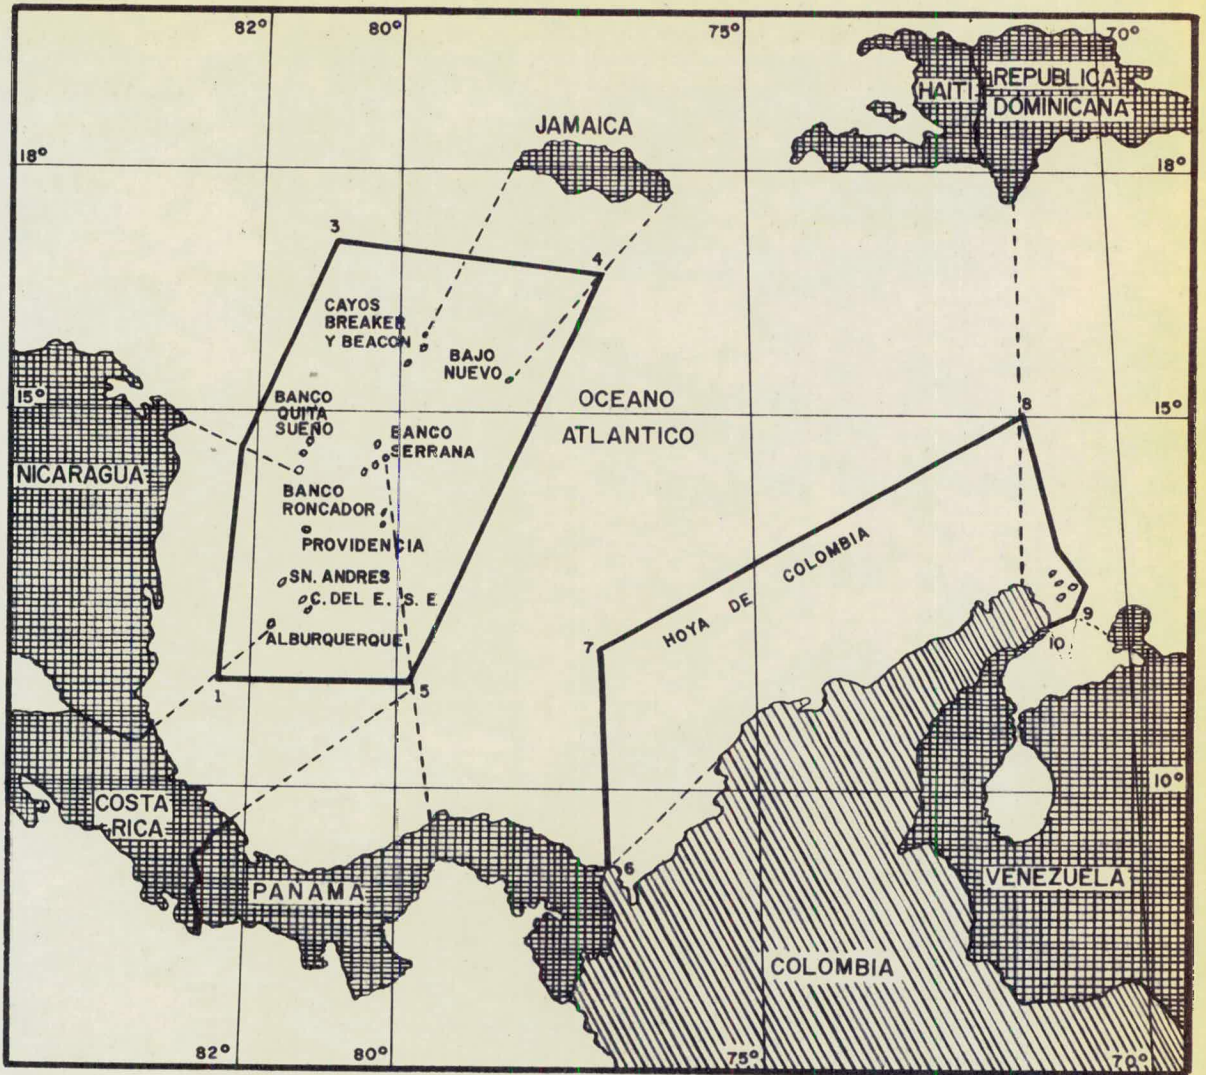 82°
80°
75°
70°
HAITI
REPUBLICA
DOMINICANA
JAMAICA
18°
18°
3
4
CAYOS
BREAKER
Y BEACON
BAJO
NUEVO
15°
BANCO
QUITA
SUEÑO
OCEANO
ATLANTICO
8
15°
BANCO
SERRANA
NICARAGUA
BANCO
RONCADOR
PROVIDENCIA
HOYA DE COLOMBIA
SN. ANDRES
C. DEL E. S. E
ALBURQUERQUE
7
9
10
1
5
10°
COSTA
RICA
6
PANAMA
VENEZUELA
COLOMBIA
82°
80°
75°
70°